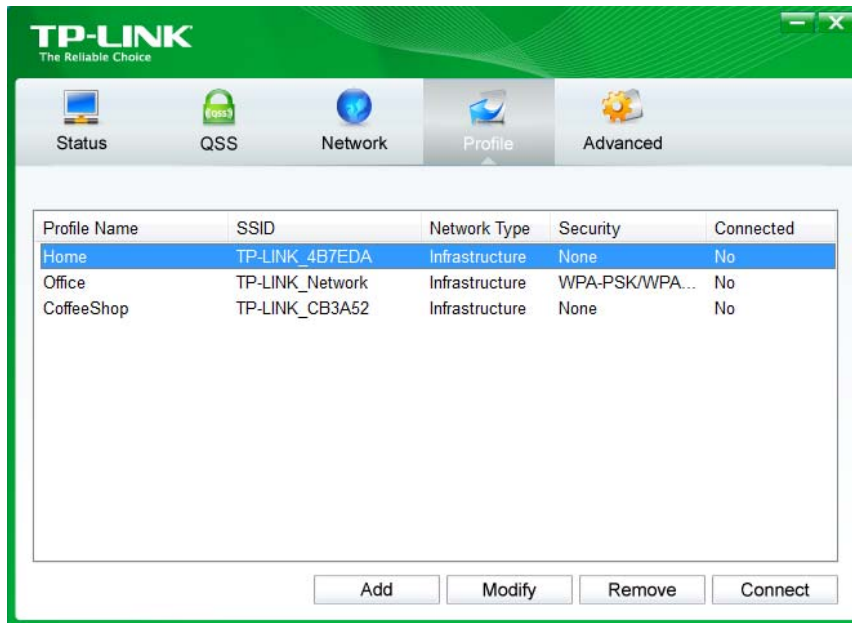 TP-LINK
The Reliable Choice
Status QSS Network Profile Advanced
Profile Name SSID Network Type Security Connected
Home TP-LINK_4B7EDA Infrastructure None No
Office TP-LINK_Network Infrastructure WPA-PSK/WPA... No
CoffeeShop TP-LINK_CB3A52 Infrastructure None No
Add Modify Remove Connect